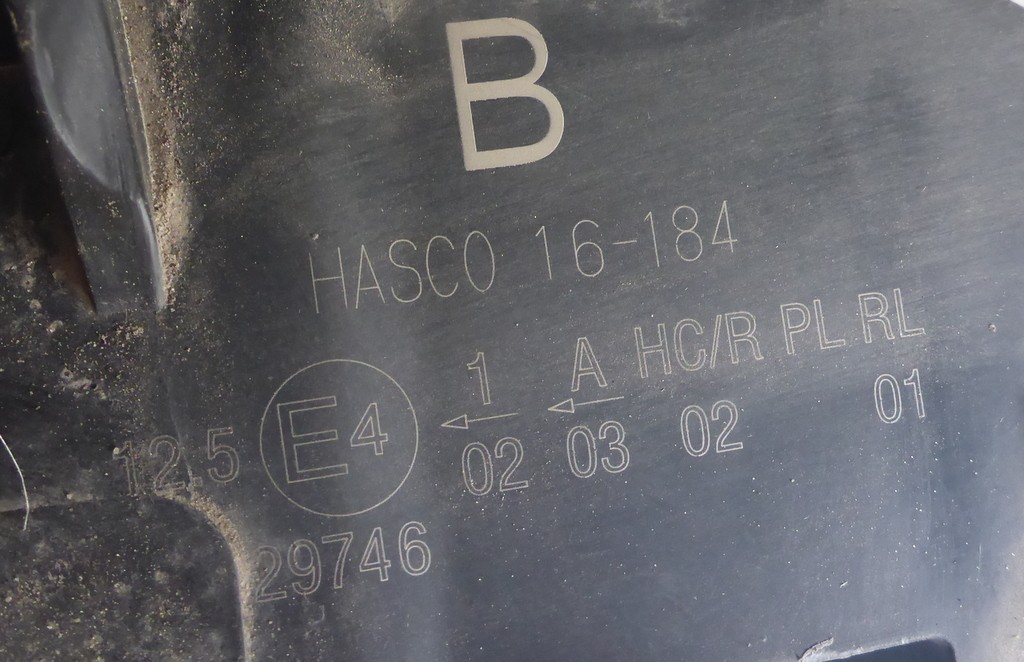 B
HASCO 16-184
1 A HC/R PL RL
12.5 E4 ← ←
02 03 02 01
29746